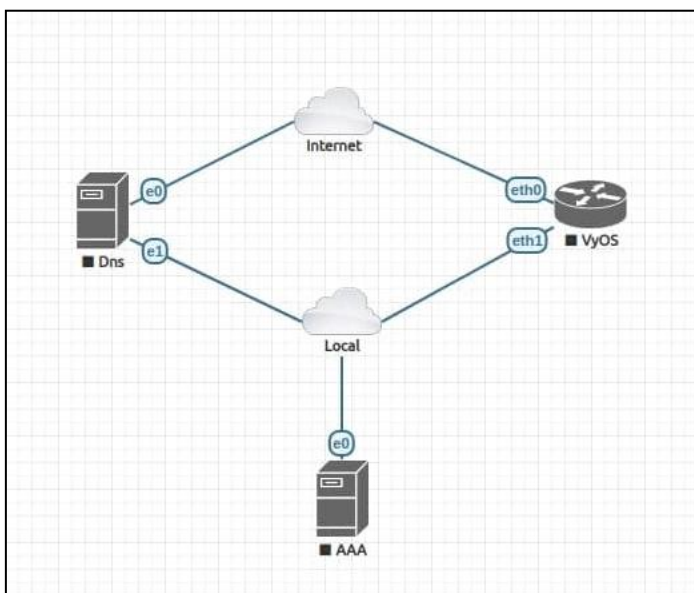 Internet
e0
eth0
Dns
e1
eth1
VyOS
Local
e0
AAA